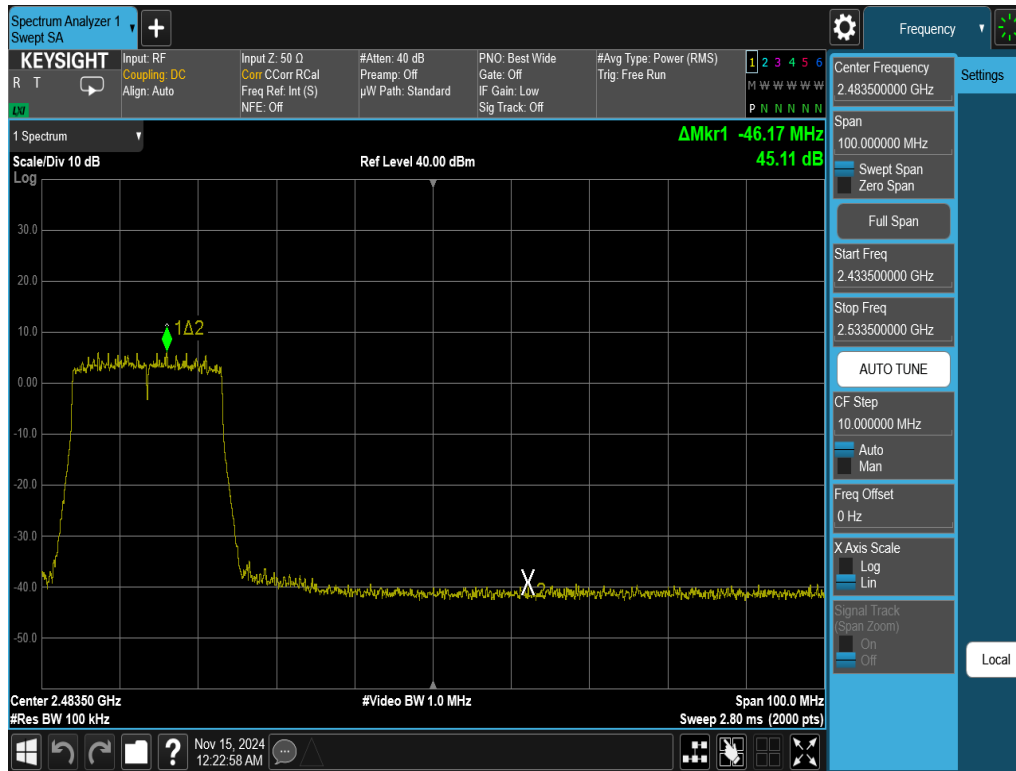 Spectrum Analyzer 1
Swept SA
Frequency
KEYSIGHT
R T
LXI
Input: RF
Coupling: DC
Align: Auto
Input Z: 50 Ω
Corr CCorr RCal
Freq Ref: Int (S)
NFE: Off
#Atten: 40 dB
Preamp: Off
µW Path: Standard
PNO: Best Wide
Gate: Off
IF Gain: Low
Sig Track: Off
#Avg Type: Power (RMS)
Trig: Free Run
1 2 3 4 5 6
M W W W W W
P N N N N N
Center Frequency
2.483500000 GHz
Settings
Span
100.000000 MHz
Swept Span
Zero Span
Full Span
Start Freq
2.433500000 GHz
Stop Freq
2.533500000 GHz
AUTO TUNE
CF Step
10.000000 MHz
Auto
Man
Freq Offset
0 Hz
X Axis Scale
Log
Lin
Signal Track
(Span Zoom)
On
Off
Local
1 Spectrum
ΔMkr1 -46.17 MHz
45.11 dB
Scale/Div 10 dB
Ref Level 40.00 dBm
Log
30.0
20.0
10.0
1Δ2
0.00
-10.0
-20.0
-30.0
-40.0
X2
-50.0
Center 2.48350 GHz
#Video BW 1.0 MHz
Span 100.0 MHz
#Res BW 100 kHz
Sweep 2.80 ms (2000 pts)
?
Nov 15, 2024
12:22:58 AM